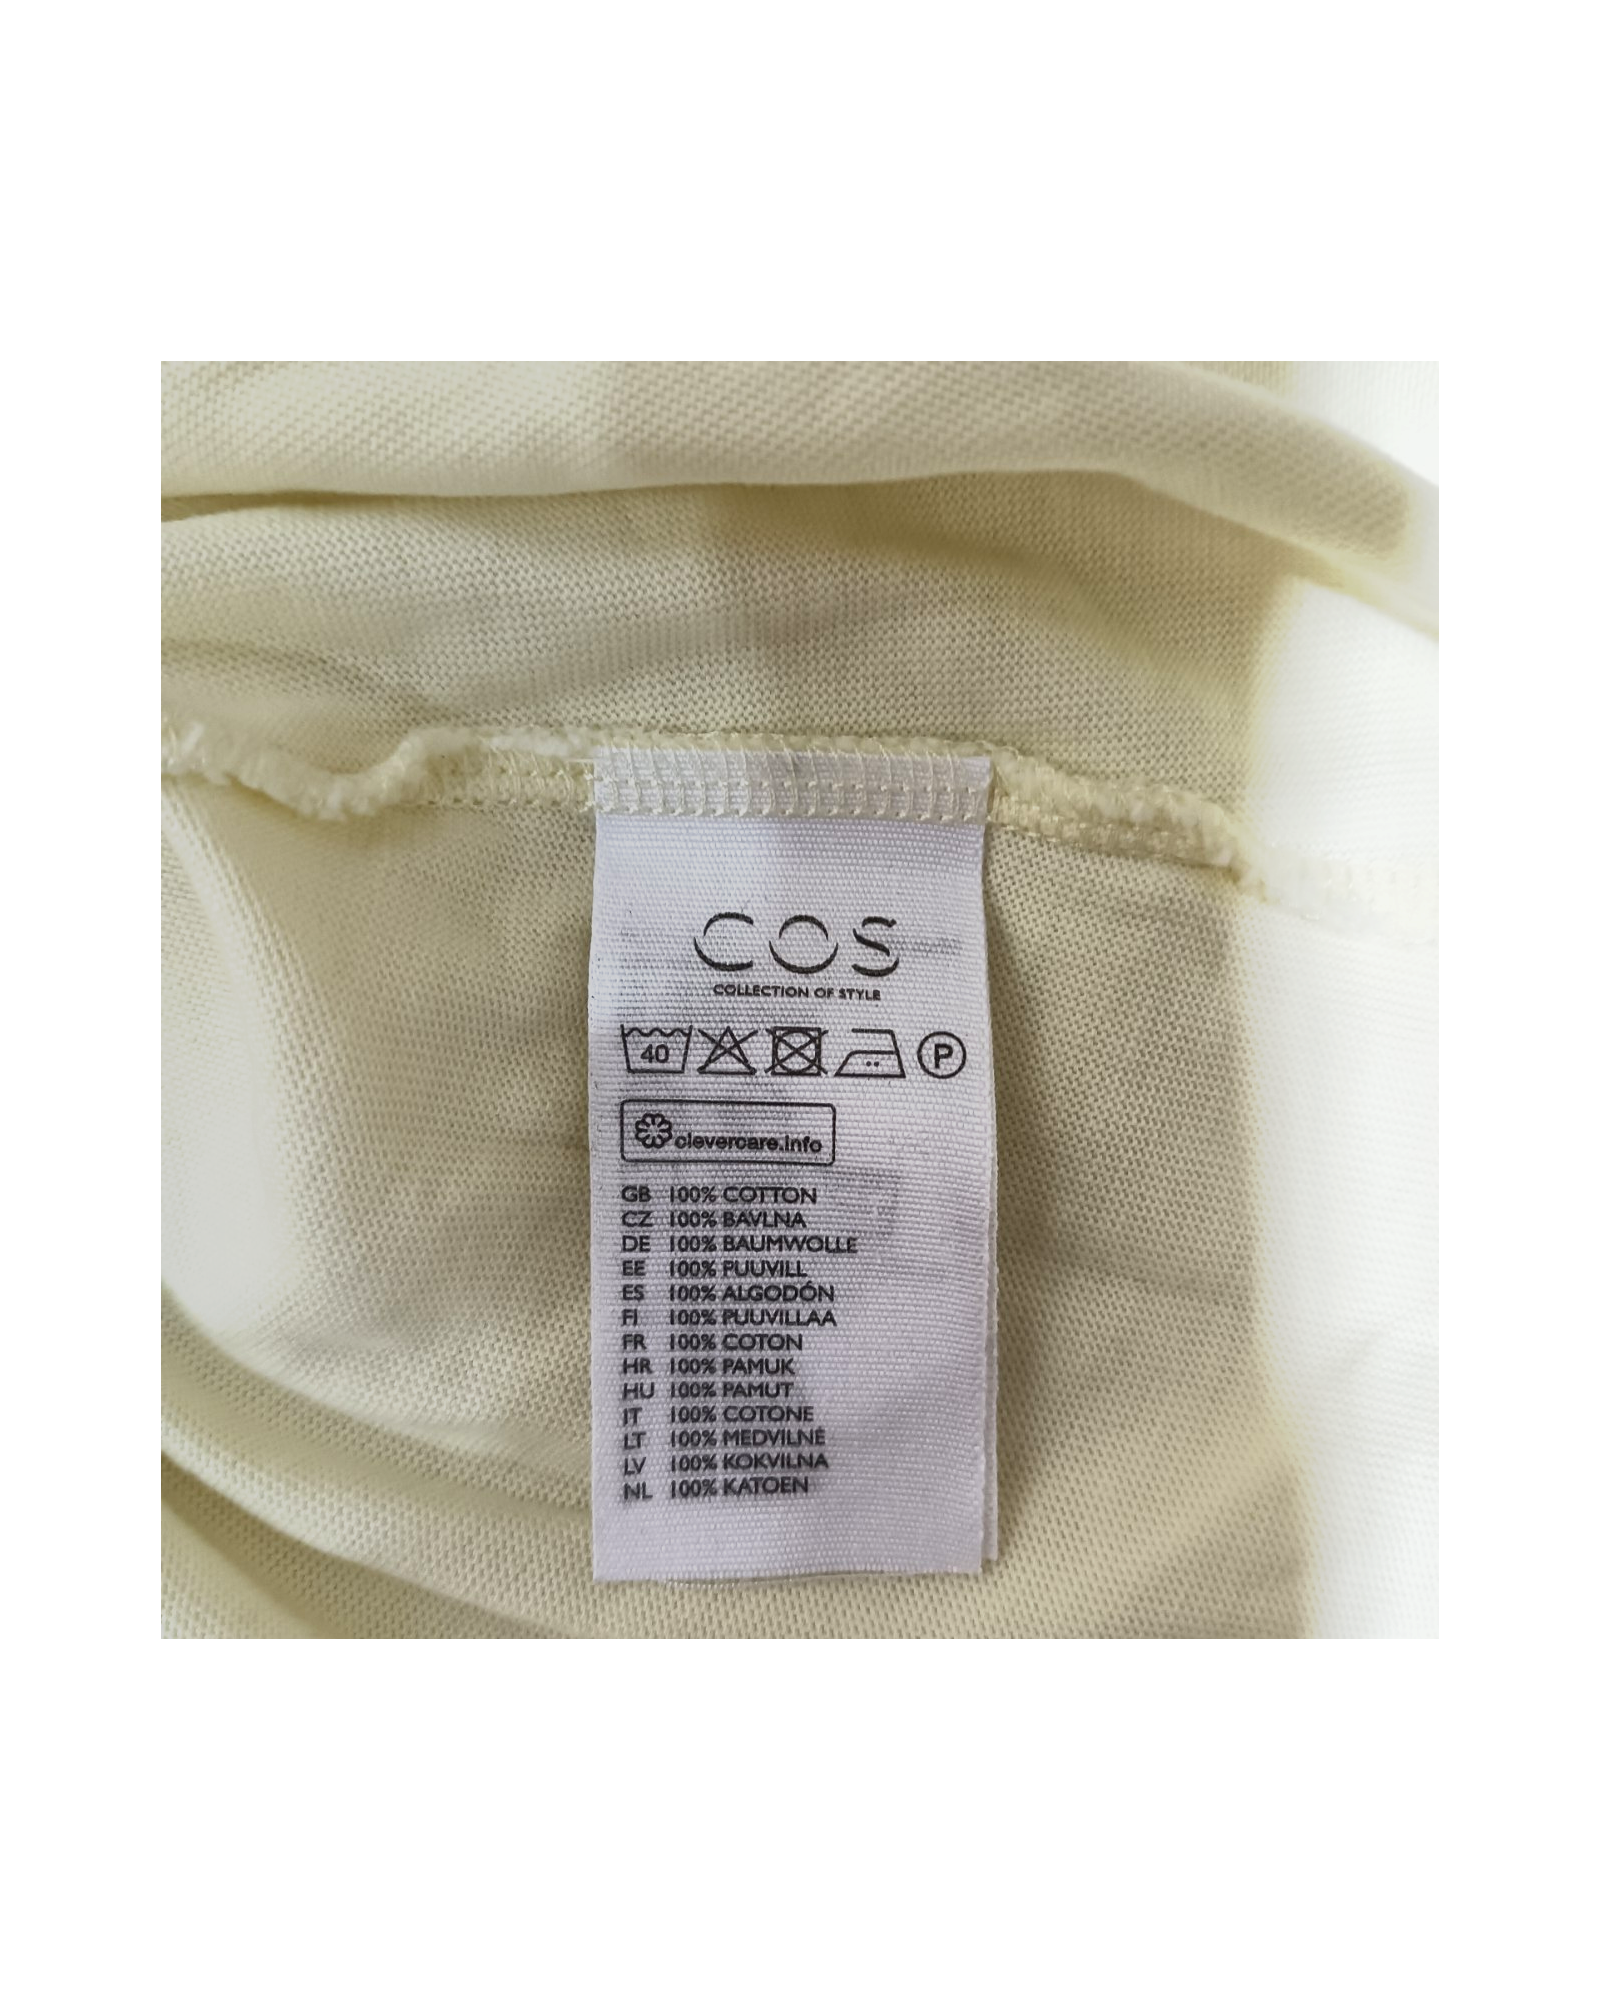 COS
COLLECTION OF STYLE
40 P
clevercare.info
GB 100% COTTON
CZ 100% BAVLNA
DE 100% BAUMWOLLE
EE 100% PUUVILL
ES 100% ALGODÓN
FI 100% PUUVILLAA
FR 100% COTON
HR 100% PAMUK
HU 100% PAMUT
IT 100% COTONE
LT 100% MEDVILNĖ
LV 100% KOKVILNA
NL 100% KATOEN